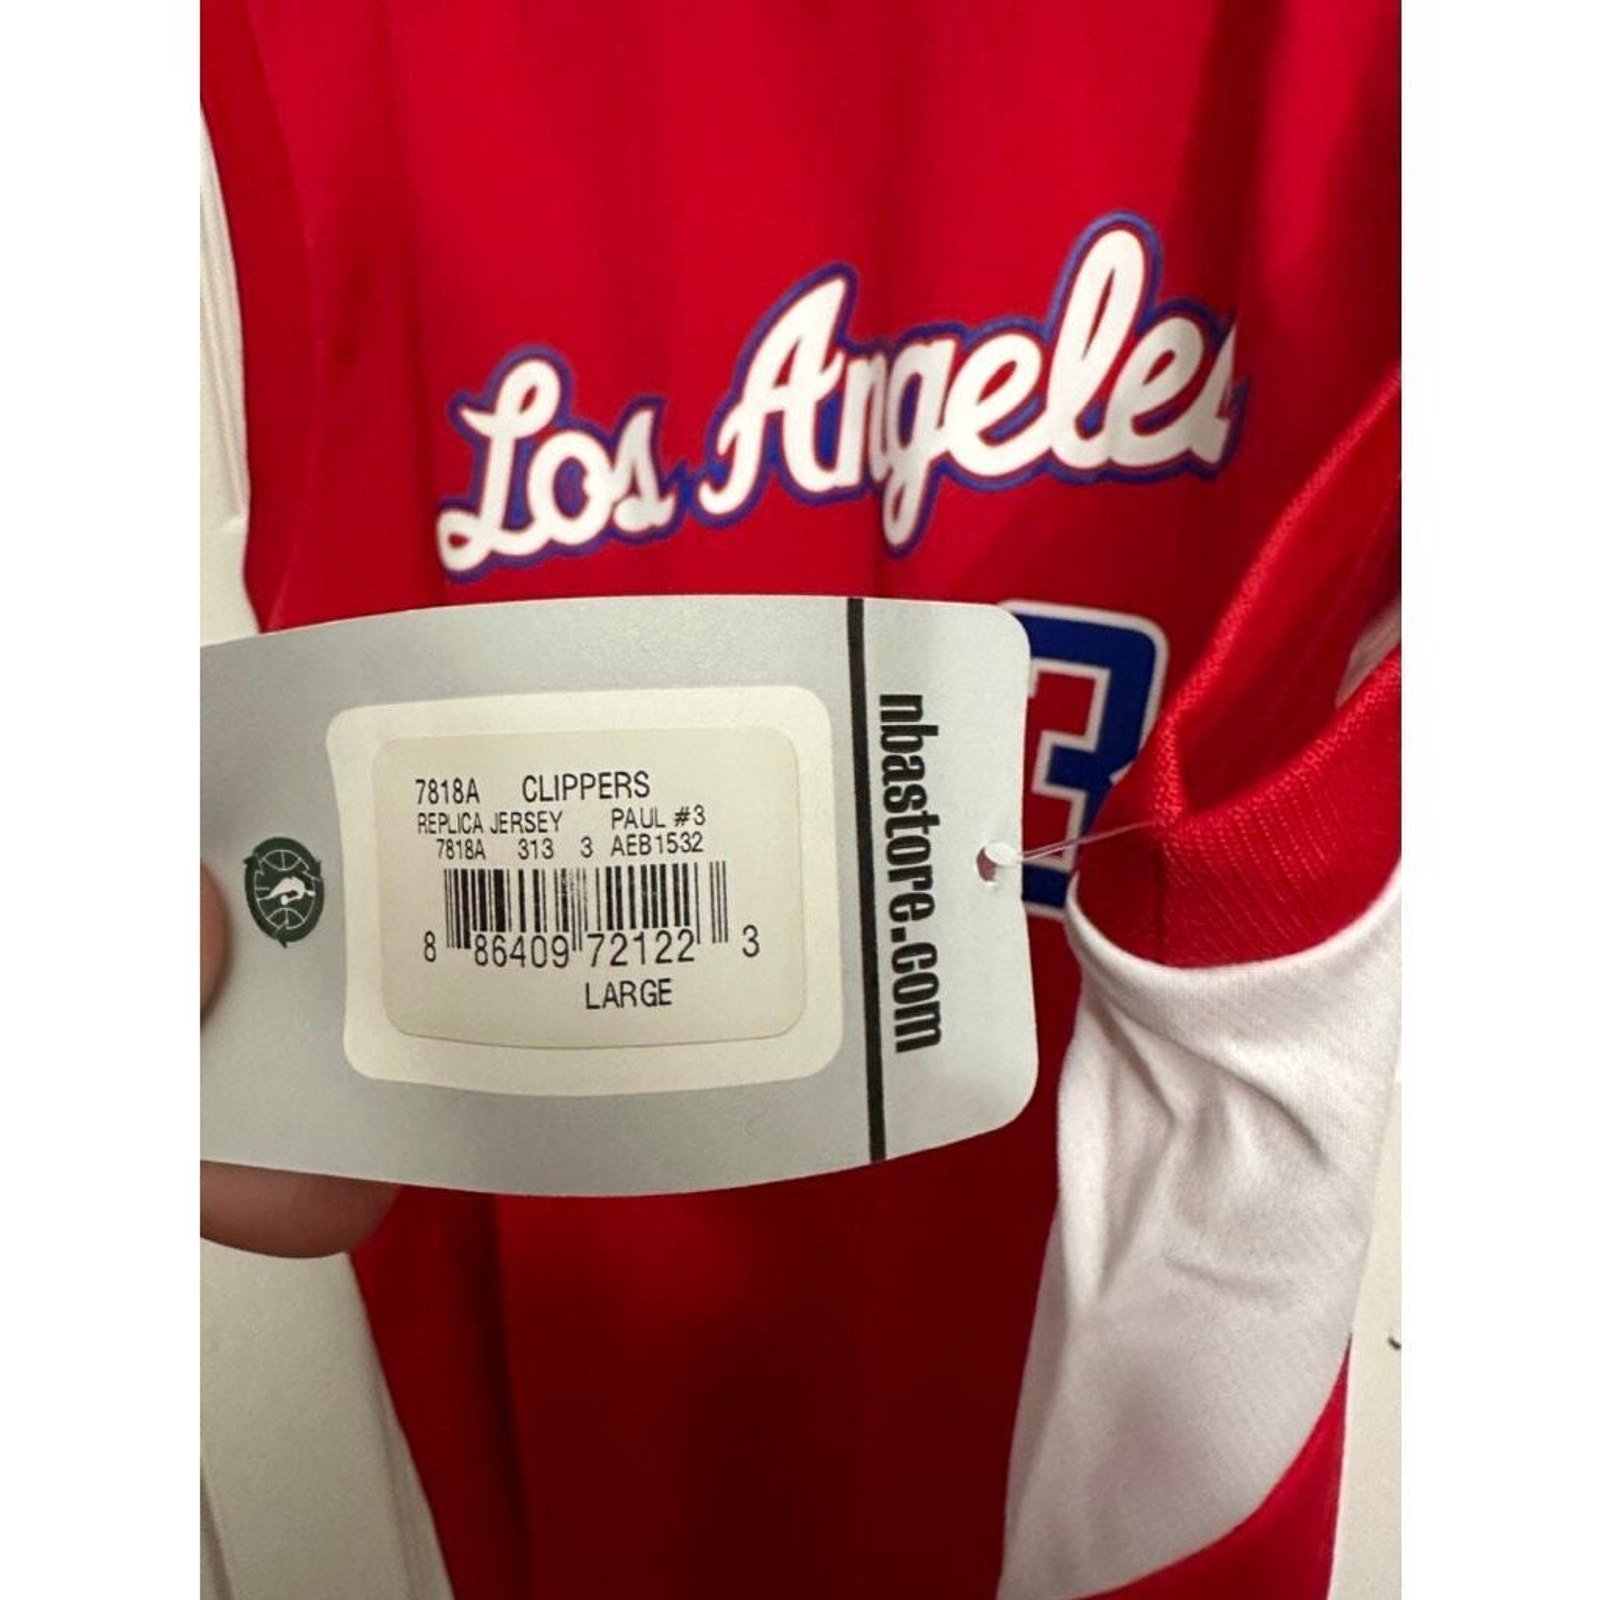 Los Angeles
3
7818A CLIPPERS
REPLICA JERSEY PAUL #3
7818A 313 3 AEB1532
8 86409 72122 3
LARGE
nbastore.com